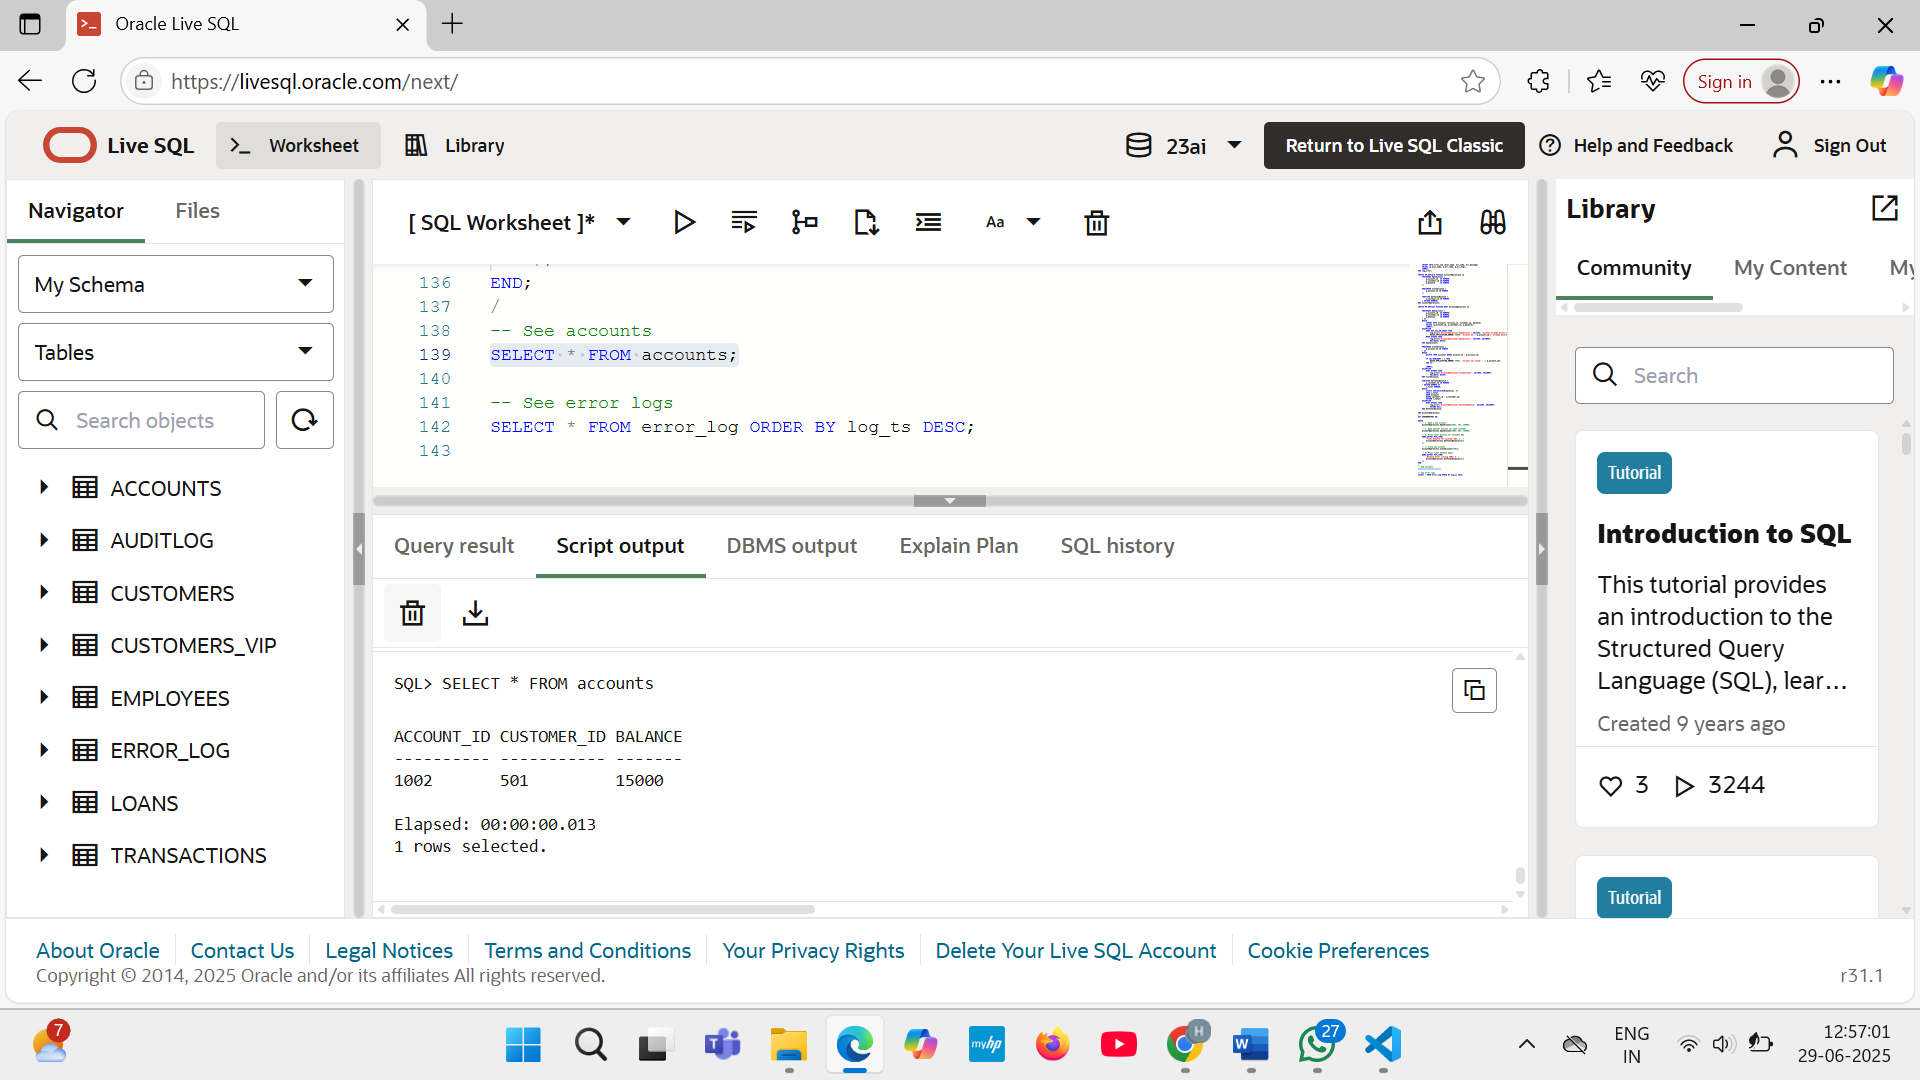 Oracle Live SQL
https://livesql.oracle.com/next/
Sign in
Live SQL
Worksheet
Library
23ai
Return to Live SQL Classic
Help and Feedback
Sign Out
Navigator
Files
My Schema
Tables
Search objects
ACCOUNTS
AUDITLOG
CUSTOMERS
CUSTOMERS_VIP
EMPLOYEES
ERROR_LOG
LOANS
TRANSACTIONS
[ SQL Worksheet ]*
Aa
136 END;
137 /
138 -- See accounts
139 SELECT * FROM accounts;
140
141 -- See error logs
142 SELECT * FROM error_log ORDER BY log_ts DESC;
143
Query result
Script output
DBMS output
Explain Plan
SQL history
SQL> SELECT * FROM accounts
ACCOUNT_ID CUSTOMER_ID BALANCE
---------- ----------- -------
1002 501 15000
Elapsed: 00:00:00.013
1 rows selected.
Library
Community
My Content
My
Search
Tutorial
Introduction to SQL
This tutorial provides
an introduction to the
Structured Query
Language (SQL), lear...
Created 9 years ago
3
3244
Tutorial
About Oracle
Contact Us
Legal Notices
Terms and Conditions
Your Privacy Rights
Delete Your Live SQL Account
Cookie Preferences
Copyright © 2014, 2025 Oracle and/or its affiliates All rights reserved.
r31.1
7
myhp
H
27
ENG
IN
12:57:01
29-06-2025